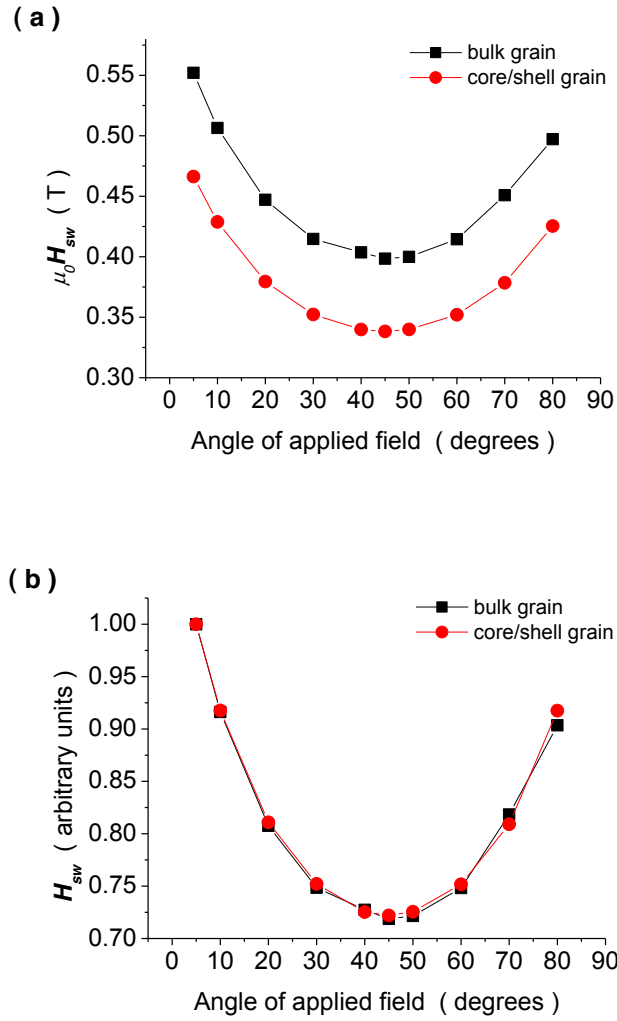 ( a )
bulk grain
core/shell grain
0.55
0.50
0.45
0.40
0.35
0.30
μ0Hsw ( T )
0 10 20 30 40 50 60 70 80 90
Angle of applied field ( degrees )
( b )
bulk grain
core/shell grain
1.00
0.95
0.90
0.85
0.80
0.75
0.70
Hsw ( arbitrary units )
0 10 20 30 40 50 60 70 80 90
Angle of applied field ( degrees )